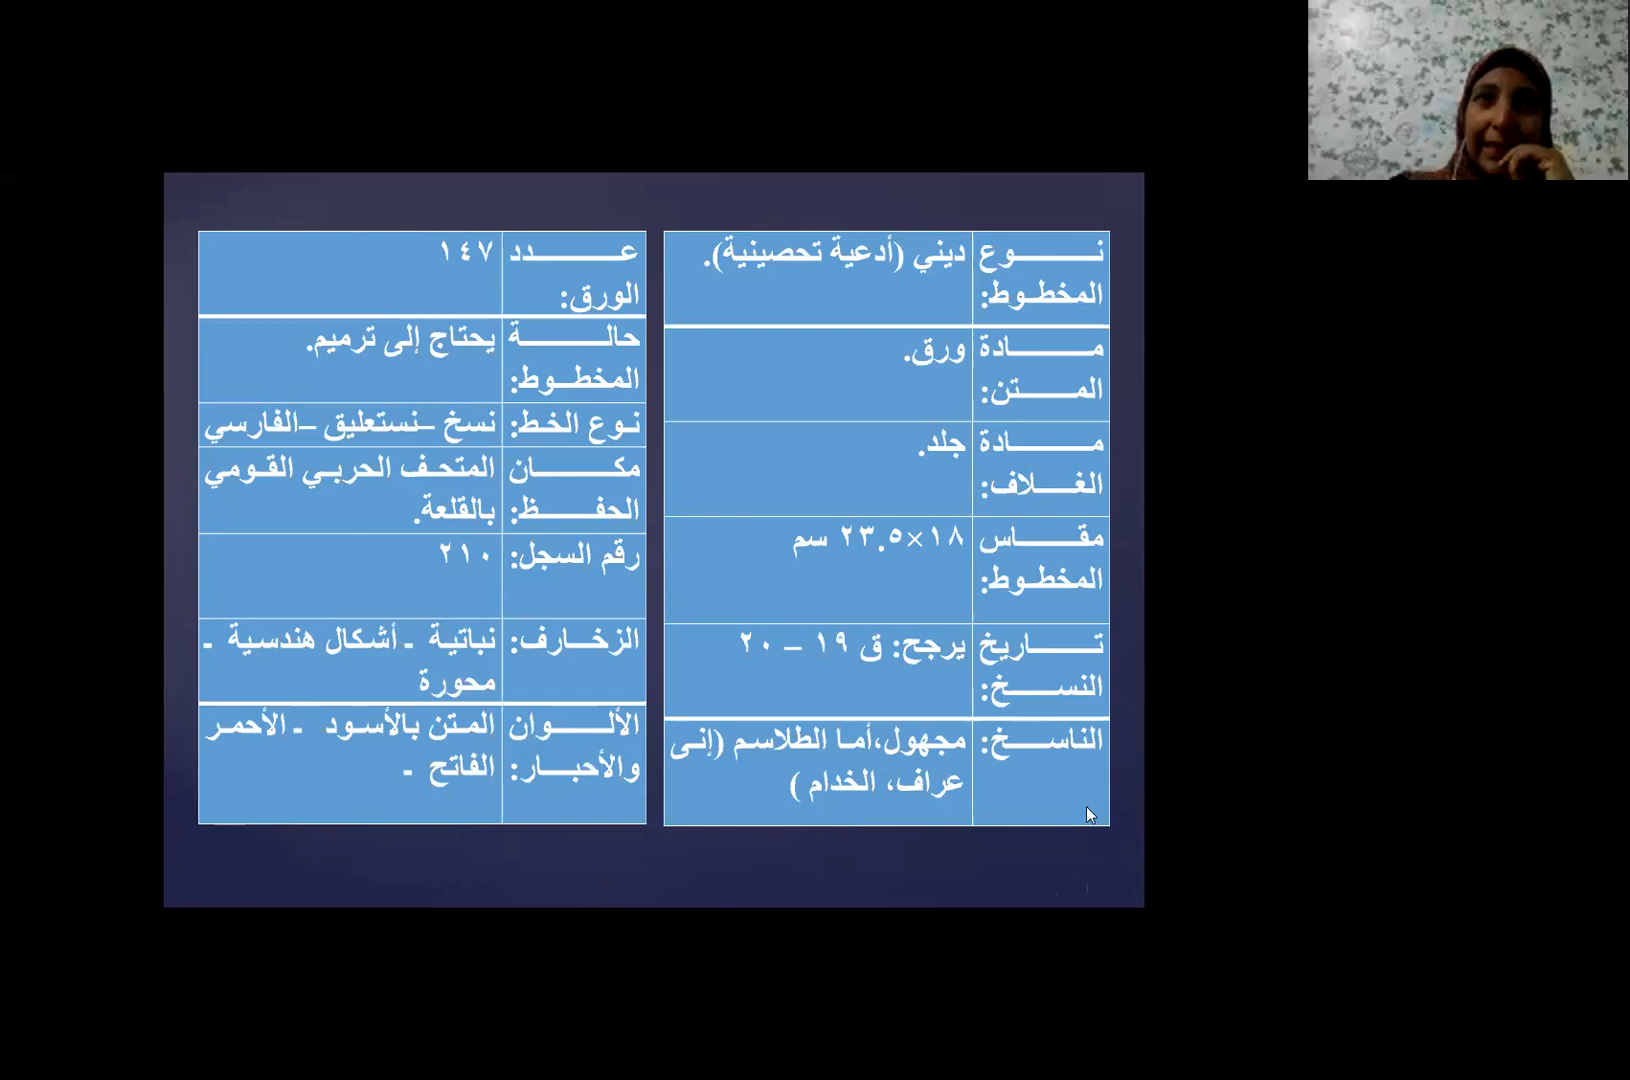 نوع المخطوط: ديني (أدعية تحصينية).
مادة المتن: ورق.
مادة الغلاف: جلد.
مقاس المخطوط: ١٨×٢٣.٥ سم
تاريخ النسخ: يرجح: ق ١٩ – ٢٠
الناسخ: مجهول،أما الطلاسم (إنى
عراف، الخدام )
عدد الورق: ١٤٧
حالة المخطوط: يحتاج إلى ترميم.
نوع الخط: نسخ –نستعليق –الفارسي
مكان الحفظ: المتحف الحربي القومي
بالقلعة.
رقم السجل: ٢١٠
الزخارف: نباتية - أشكال هندسية -
محورة
الألوان والأحبار: المتن بالأسود - الأحمر
الفاتح -